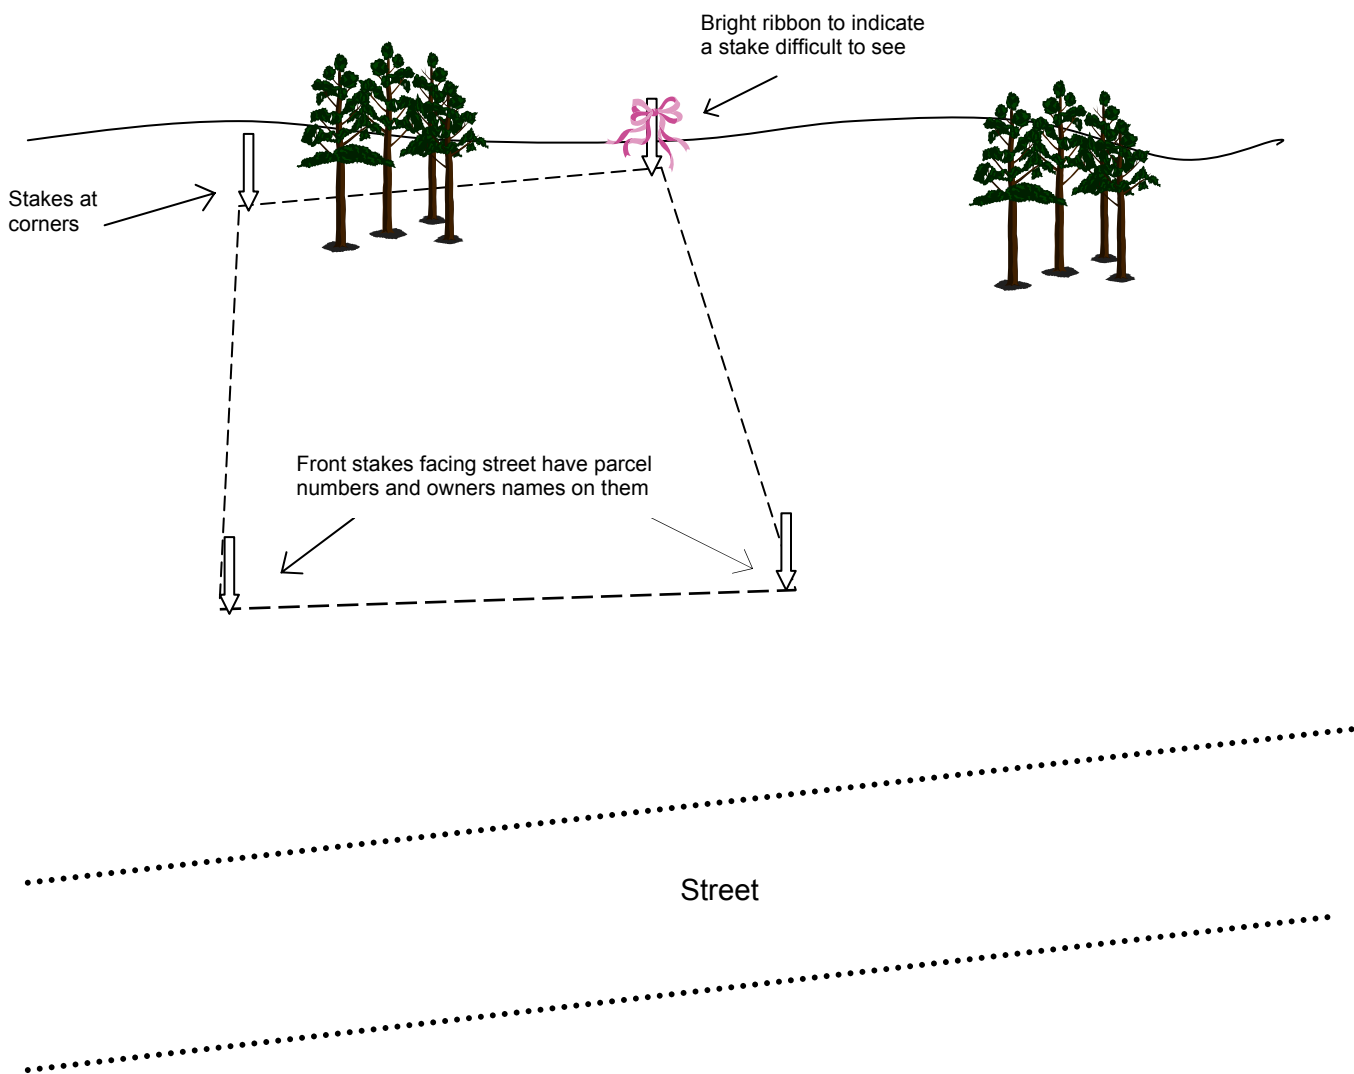 Bright ribbon to indicate
a stake difficult to see
Stakes at
corners
Front stakes facing street have parcel
numbers and owners names on them
Street